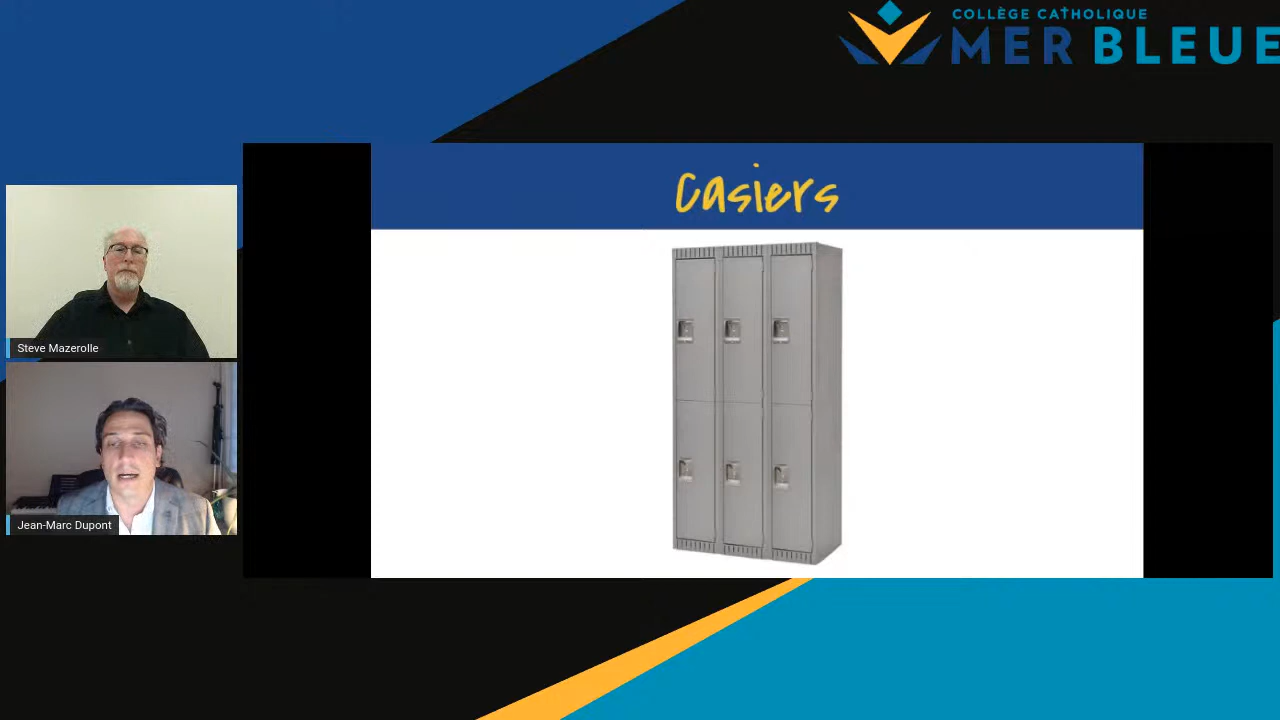 COLLÈGE CATHOLIQUE
MER BLEUE
Casiers
Steve Mazerolle
Jean-Marc Dupont